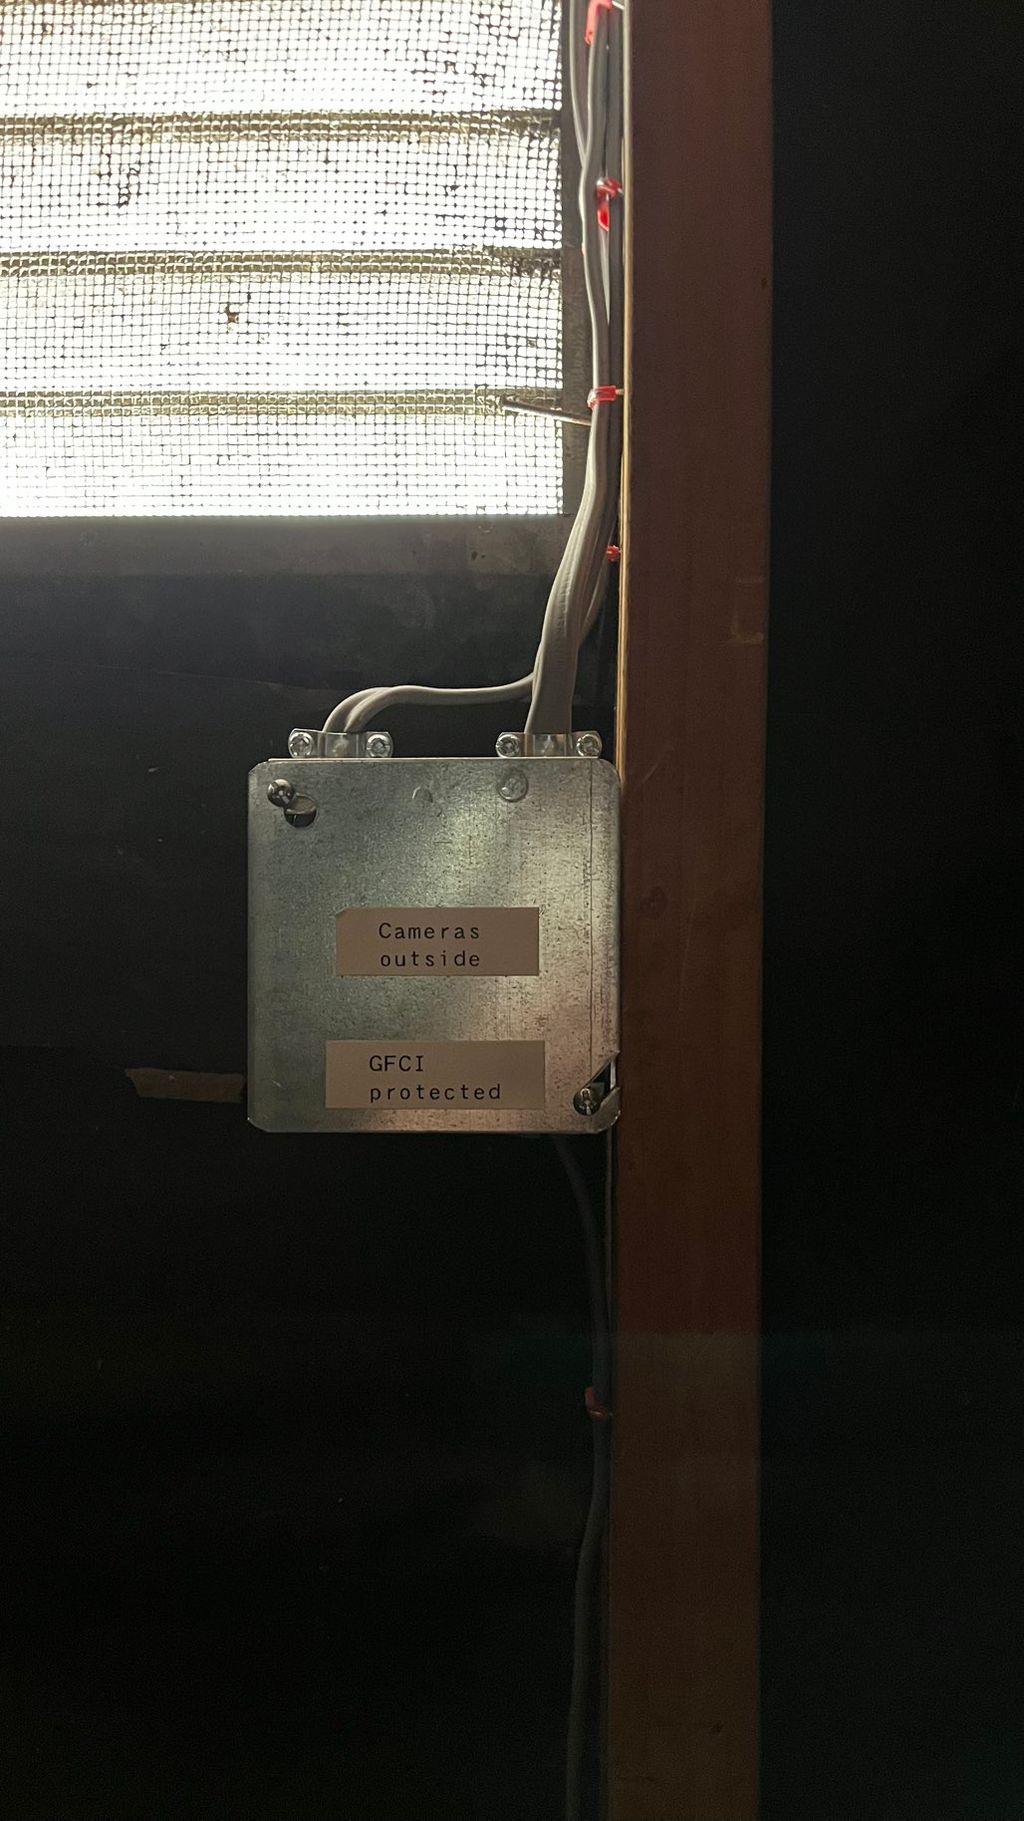 Cameras
outside
GFCI
protected